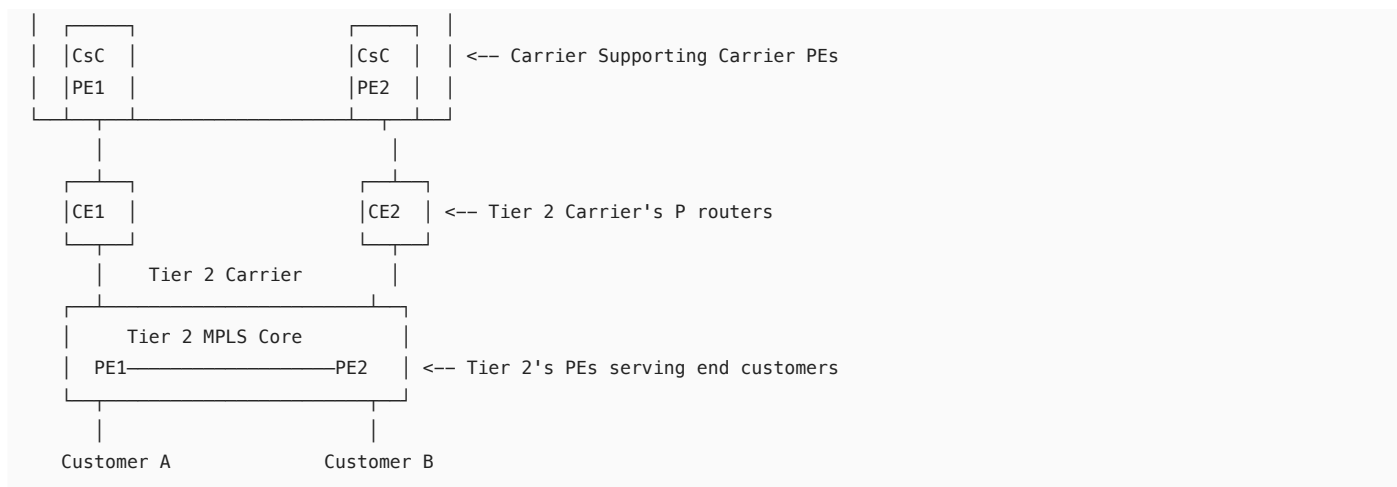 CsC CsC <-- Carrier Supporting Carrier PEs
PE1 PE2
CE1 CE2 <-- Tier 2 Carrier's P routers
Tier 2 Carrier
Tier 2 MPLS Core
PE1 PE2 <-- Tier 2's PEs serving end customers
Customer A Customer B